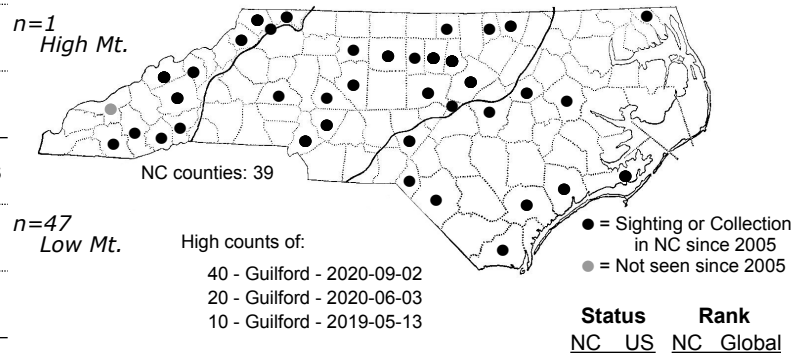 n=1
High Mt.
NC counties: 39
n=47
Low Mt.
High counts of:
40 - Guilford - 2020-09-02
20 - Guilford - 2020-06-03
10 - Guilford - 2019-05-13
= Sighting or Collection
in NC since 2005
= Not seen since 2005
Status Rank
NC US NC Global